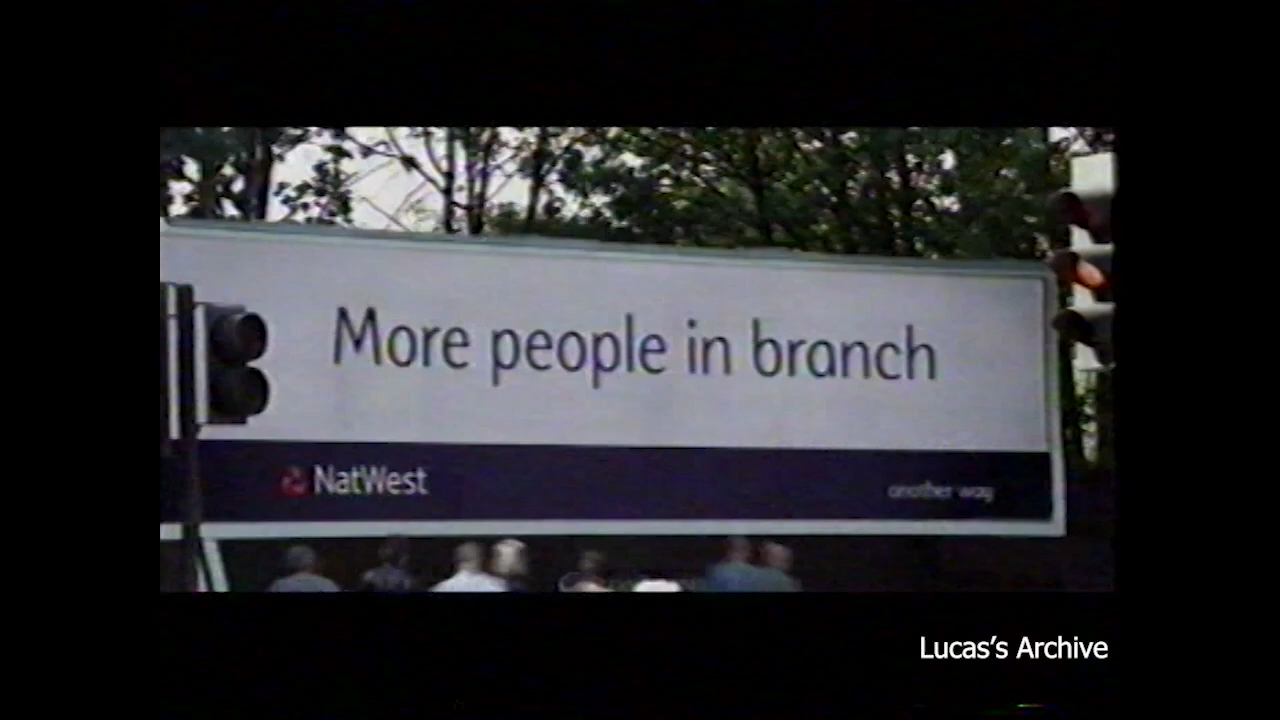 More people in branch
NatWest
another way
Lucas's Archive